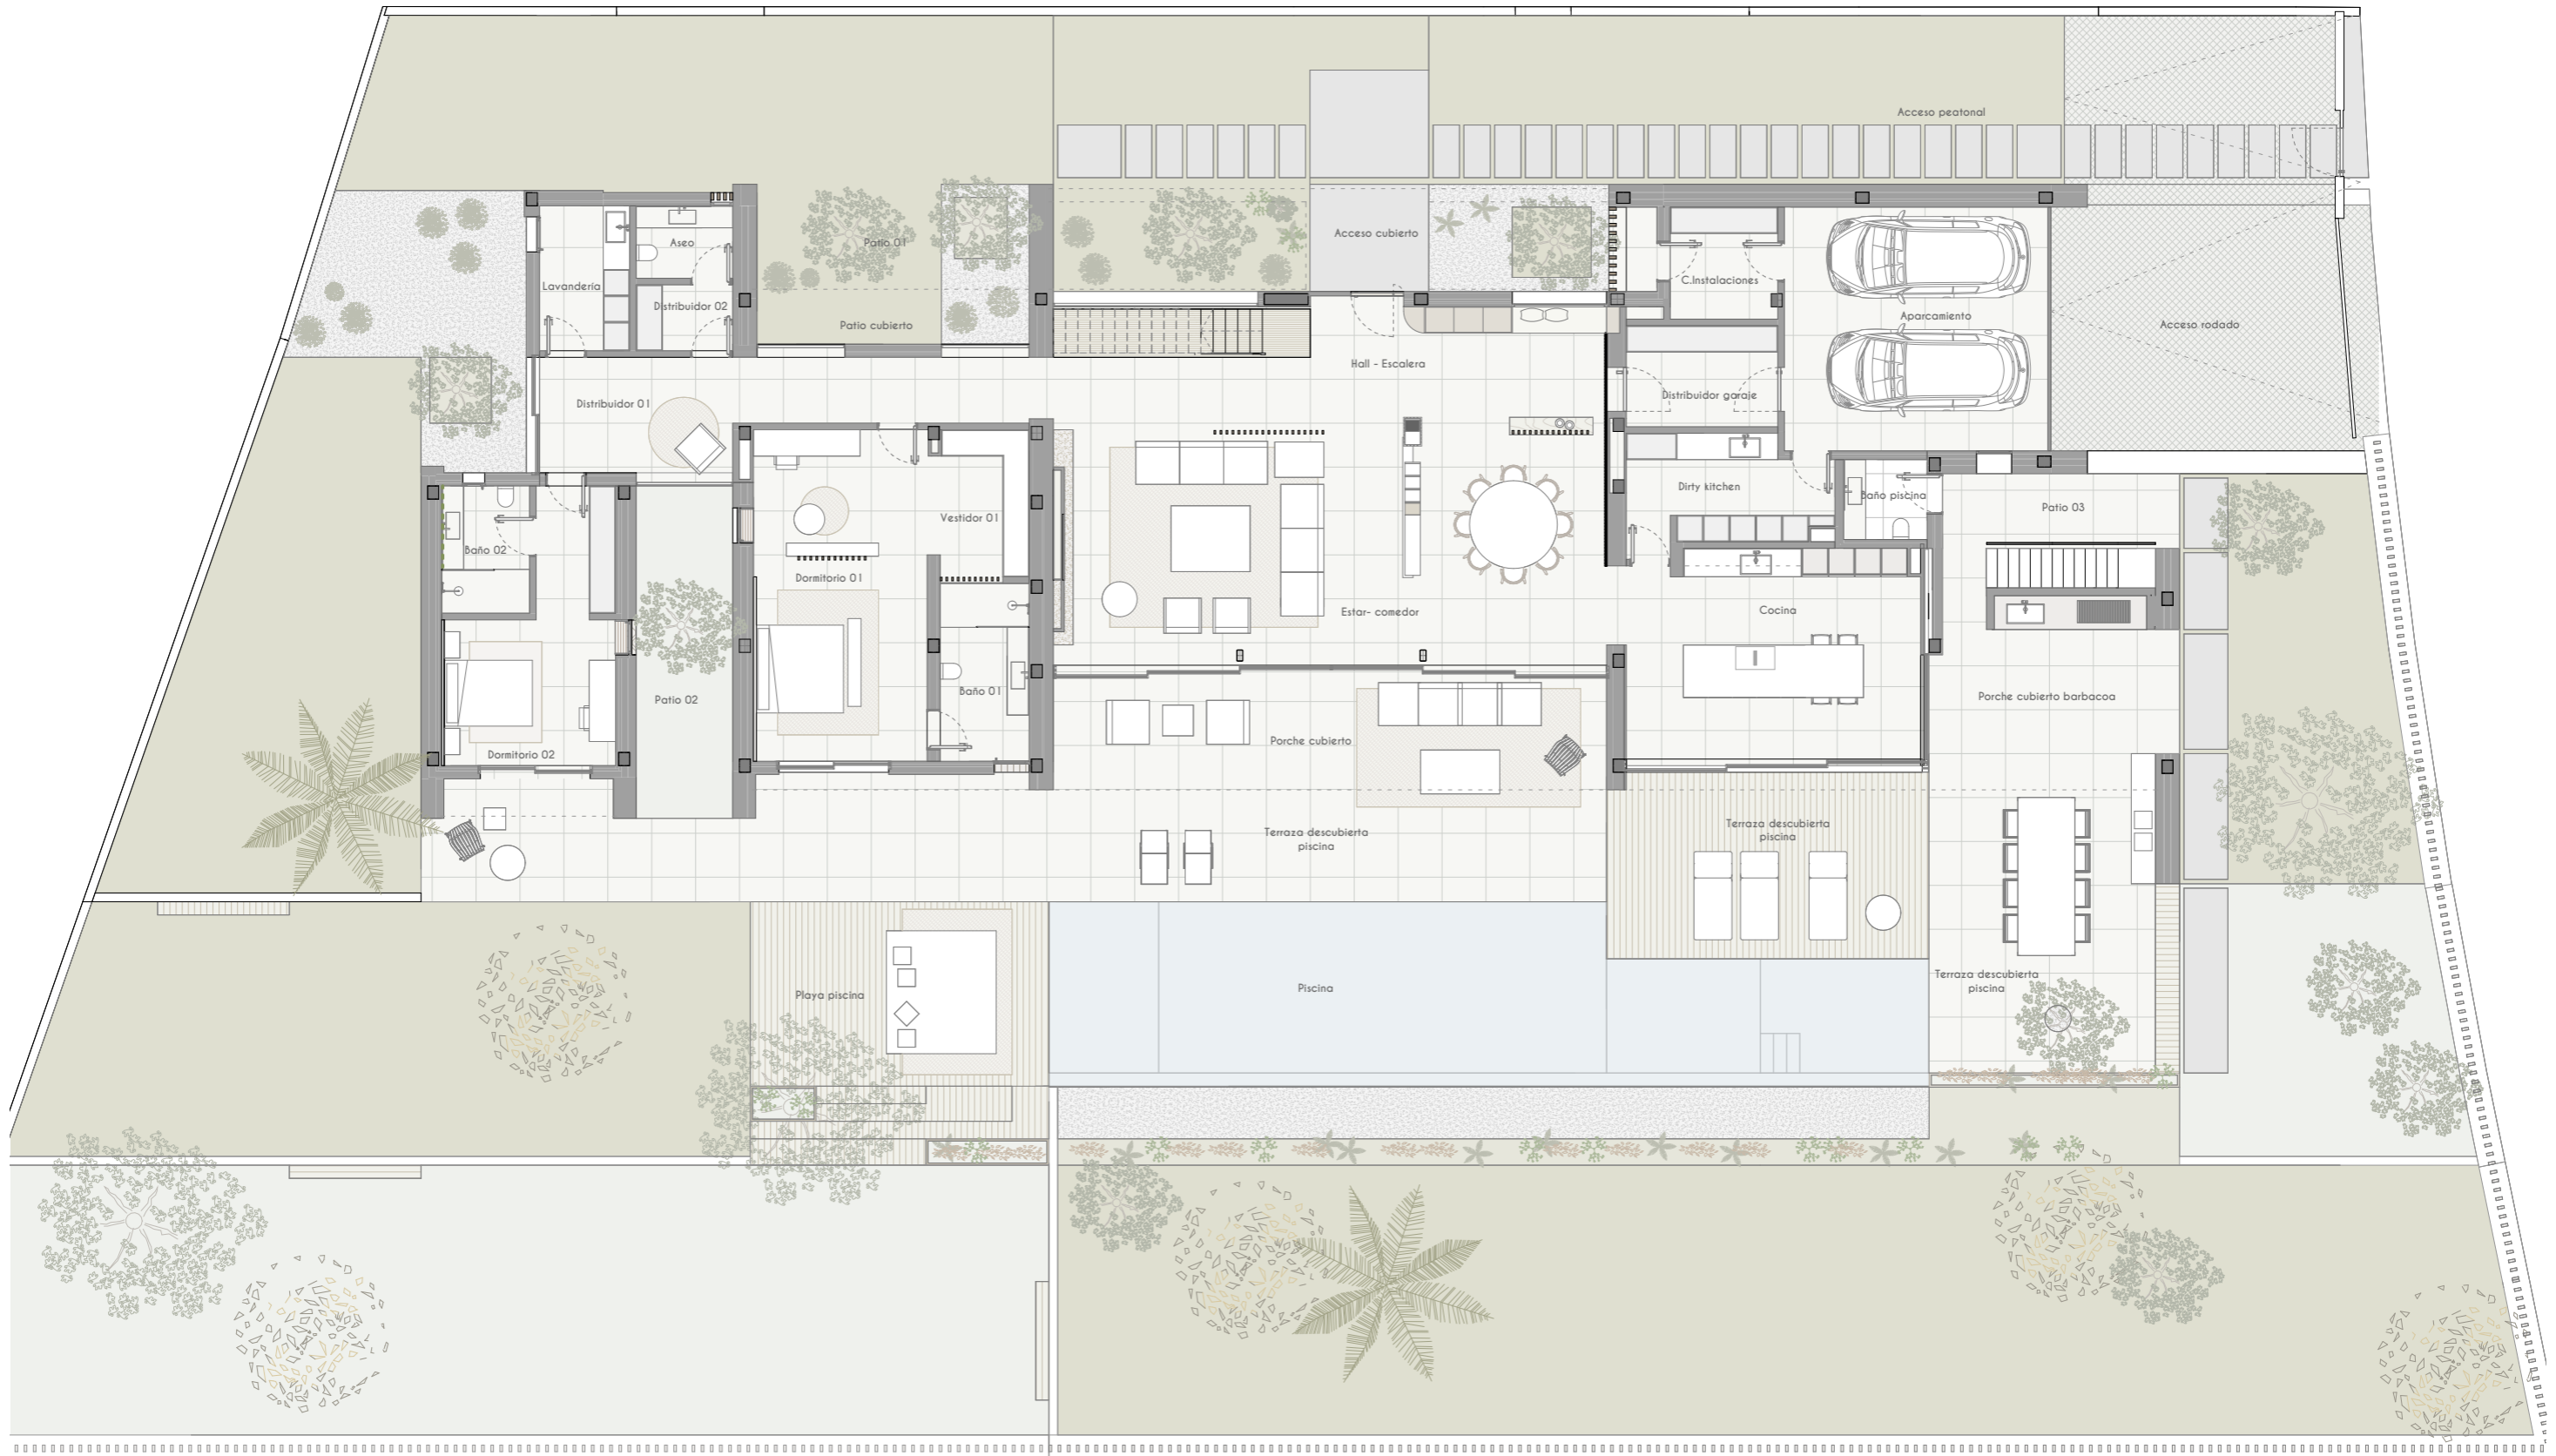 Acceso peatonal
Aseo
Patio 01
Acceso cubierto
Lavandería
Distribuidor 02
C.Instalaciones
Patio cubierto
Aparcamiento
Acceso rodado
Hall - Escalera
Distribuidor 01
Distribuidor garaje
Dirty kitchen
Baño piscina
Patio 03
Vestidor 01
Baño 02
Dormitorio 01
Estar- comedor
Cocina
Baño 01
Patio 02
Porche cubierto barbacoa
Porche cubierto
Dormitorio 02
Terraza descubierta
piscina
Terraza descubierta
piscina
Terraza descubierta
piscina
Playa piscina
Piscina